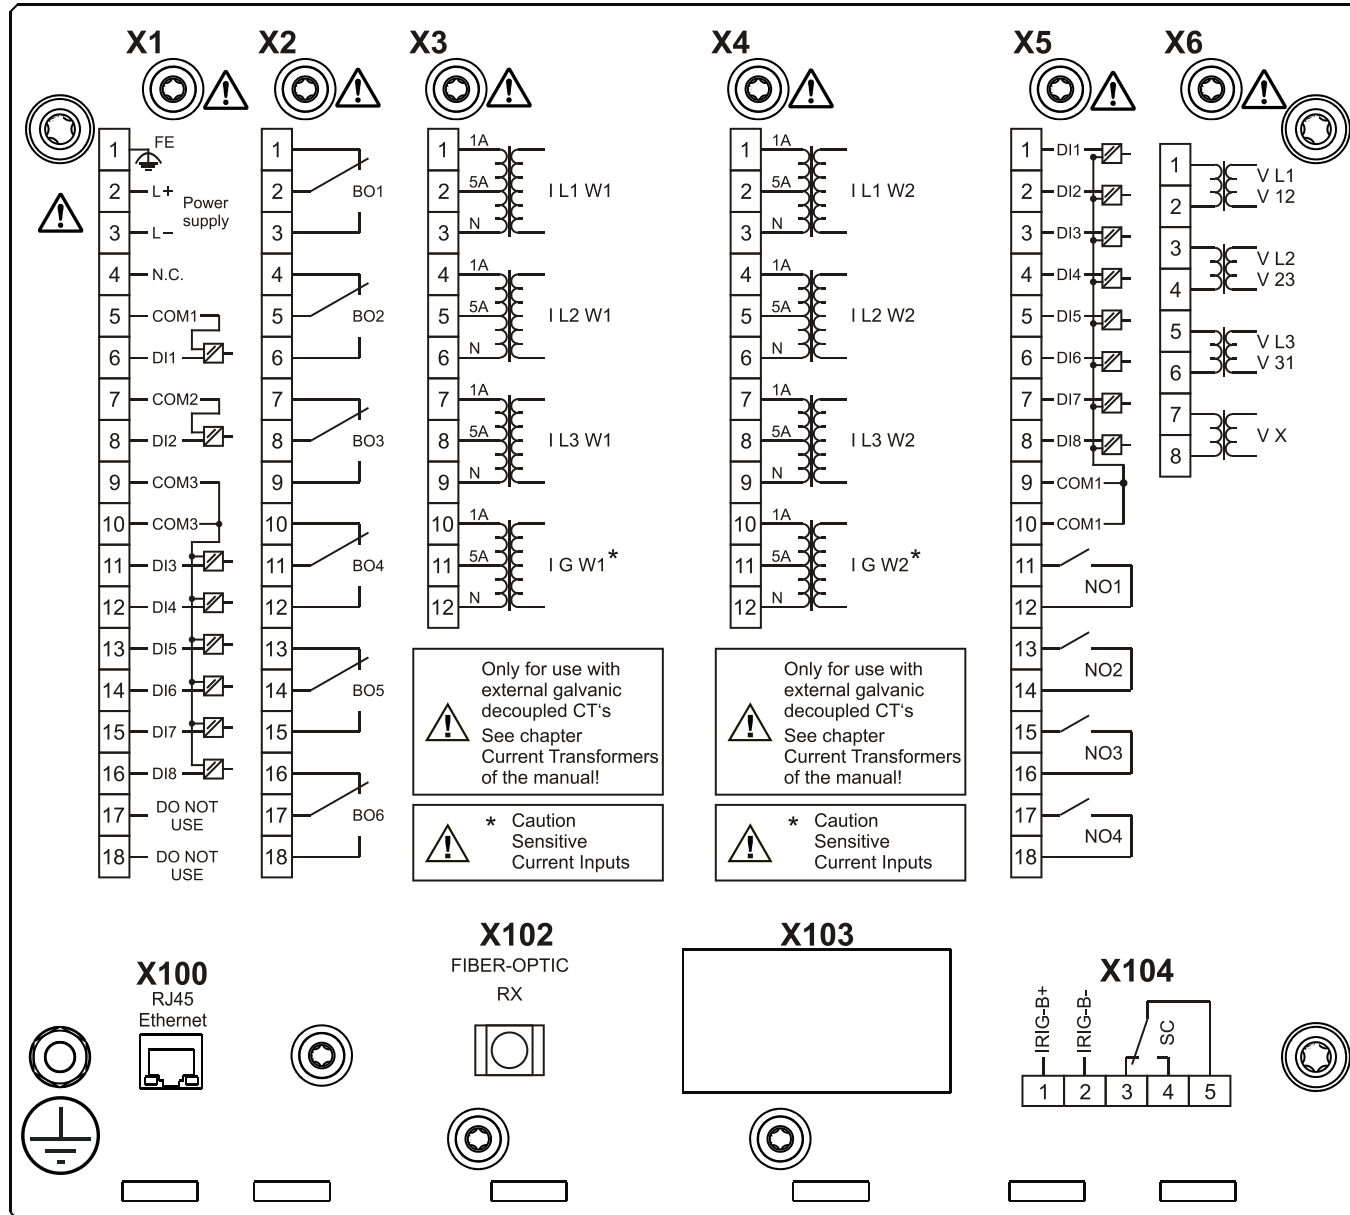 X1
X2
X3
X4
X5
X6
1 FE
2 L+
Power
supply
3 L−
4 N.C.
5 COM1
6 DI1
7 COM2
8 DI2
9 COM3
10 COM3
11 DI3
12 DI4
13 DI5
14 DI6
15 DI7
16 DI8
17 DO NOT
USE
18 DO NOT
USE
1
2 BO1
3
4
5 BO2
6
7
8 BO3
9
10
11 BO4
12
13
14 BO5
15
16
17 BO6
18
1 1A
2 5A I L1 W1
3 N
4 1A
5 5A I L2 W1
6 N
7 1A
8 5A I L3 W1
9 N
10 1A
11 5A I G W1*
12 N
Only for use with
external galvanic
decoupled CT‘s
See chapter
Current Transformers
of the manual!
* Caution
Sensitive
Current Inputs
1 1A
2 5A I L1 W2
3 N
4 1A
5 5A I L2 W2
6 N
7 1A
8 5A I L3 W2
9 N
10 1A
11 5A I G W2*
12 N
Only for use with
external galvanic
decoupled CT‘s
See chapter
Current Transformers
of the manual!
* Caution
Sensitive
Current Inputs
1 DI1
2 DI2
3 DI3
4 DI4
5 DI5
6 DI6
7 DI7
8 DI8
9 COM1
10 COM1
11
NO1
12
13
NO2
14
15
NO3
16
17
NO4
18
1 V L1
2 V 12
3 V L2
4 V 23
5 V L3
6 V 31
7
V X
8
X100
RJ45
Ethernet
X102
FIBER-OPTIC
RX
X103
X104
IRIG-B+
IRIG-B-
SC
1 2 3 4 5